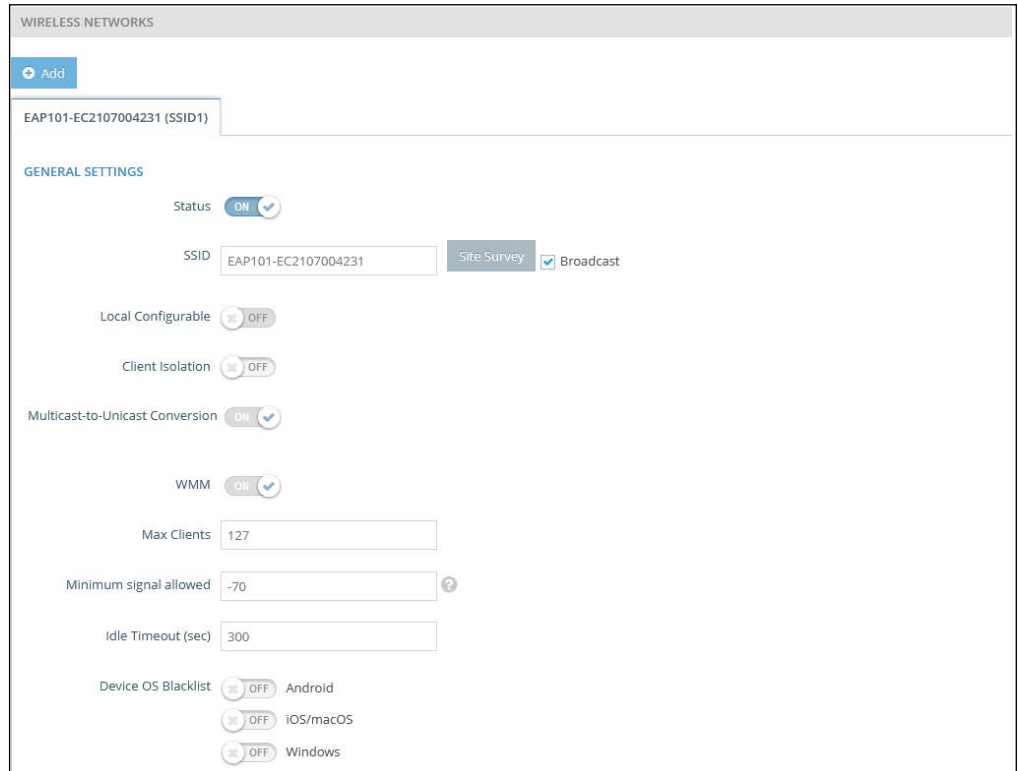 WIRELESS NETWORKS
Add
EAP101-EC2107004231 (SSID1)
GENERAL SETTINGS
Status ON
SSID EAP101-EC2107004231 Site Survey Broadcast
Local Configurable OFF
Client Isolation OFF
Multicast-to-Unicast Conversion ON
WMM ON
Max Clients 127
Minimum signal allowed -70 ?
Idle Timeout (sec) 300
Device OS Blacklist OFF Android
OFF iOS/macOS
OFF Windows